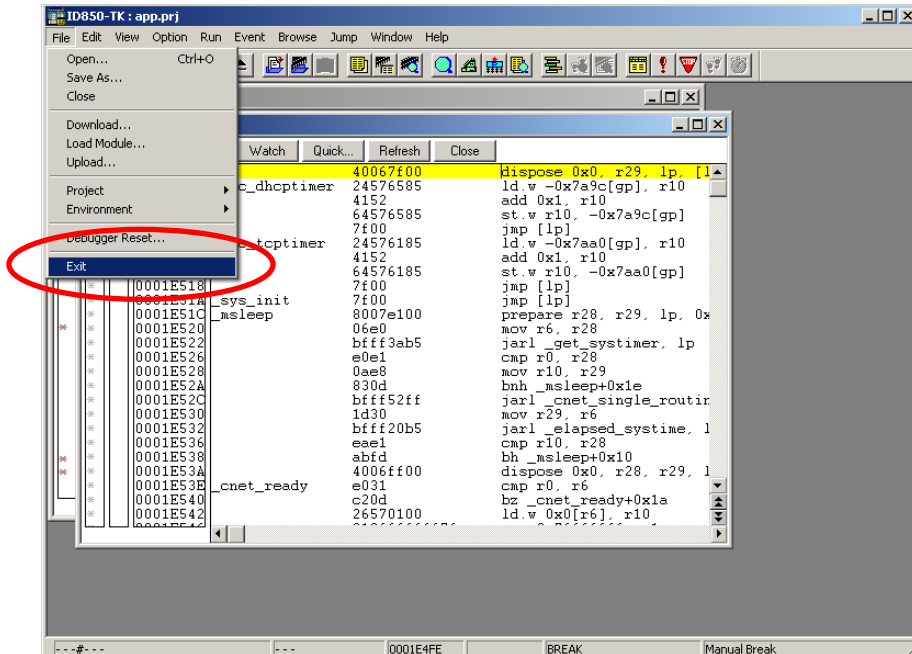 ID850-TK : app.prj
File Edit View Option Run Event Browse Jump Window Help
Open... Ctrl+O
Save As...
Close
Download...
Load Module...
Upload...
Project
Environment
Debugger Reset...
Exit
Watch Quick... Refresh Close
40067f00 dispose 0x0, r29, lp, [l
c_dhcptimer 24576585 ld.w -0x7a9c[gp], r10
4152 add 0x1, r10
64576585 st.w r10, -0x7a9c[gp]
7f00 jmp [lp]
c_tcptimer 24576185 ld.w -0x7aa0[gp], r10
4152 add 0x1, r10
64576185 st.w r10, -0x7aa0[gp]
* 0001E518 7f00 jmp [lp]
* 0001E51A _sys_init 7f00 jmp [lp]
* 0001E51C _msleep 8007e100 prepare r28, r29, lp, 0x
* * 0001E520 06e0 mov r6, r28
* 0001E522 bfff3ab5 jarl _get_systimer, lp
* 0001E526 e0e1 cmp r0, r28
* 0001E528 0ae8 mov r10, r29
* 0001E52A 830d bnh _msleep+0x1e
* 0001E52C bfff52ff jarl _cnet_single_routin
* 0001E530 1d30 mov r29, r6
* 0001E532 bfff20b5 jarl _elapsed_systime, l
* 0001E536 eae1 cmp r10, r28
* * 0001E538 abfd bh _msleep+0x10
* * 0001E53A 4006ff00 dispose 0x0, r28, r29, l
* 0001E53E _cnet_ready e031 cmp r0, r6
* 0001E540 c20d bz _cnet_ready+0x1a
* 0001E542 26570100 ld.w 0x0[r6], r10
---#--- --- 0001E4FE BREAK Manual Break